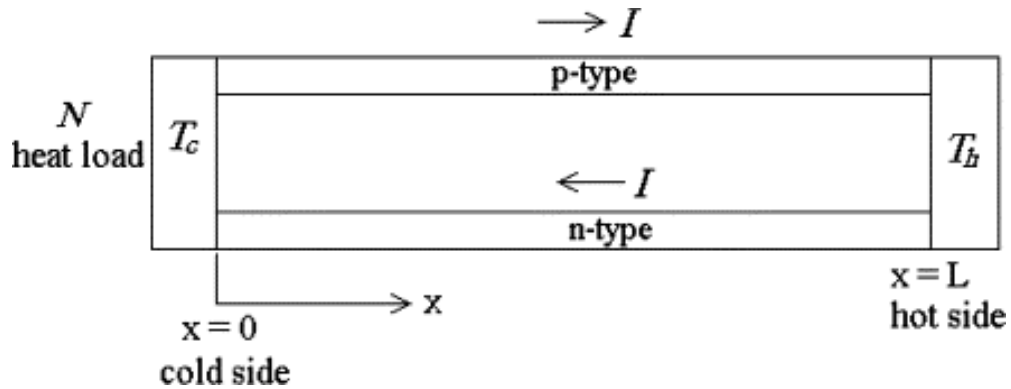 I
p-type
N
heat load
T_c
T_h
I
n-type
x
x = 0
cold side
x = L
hot side